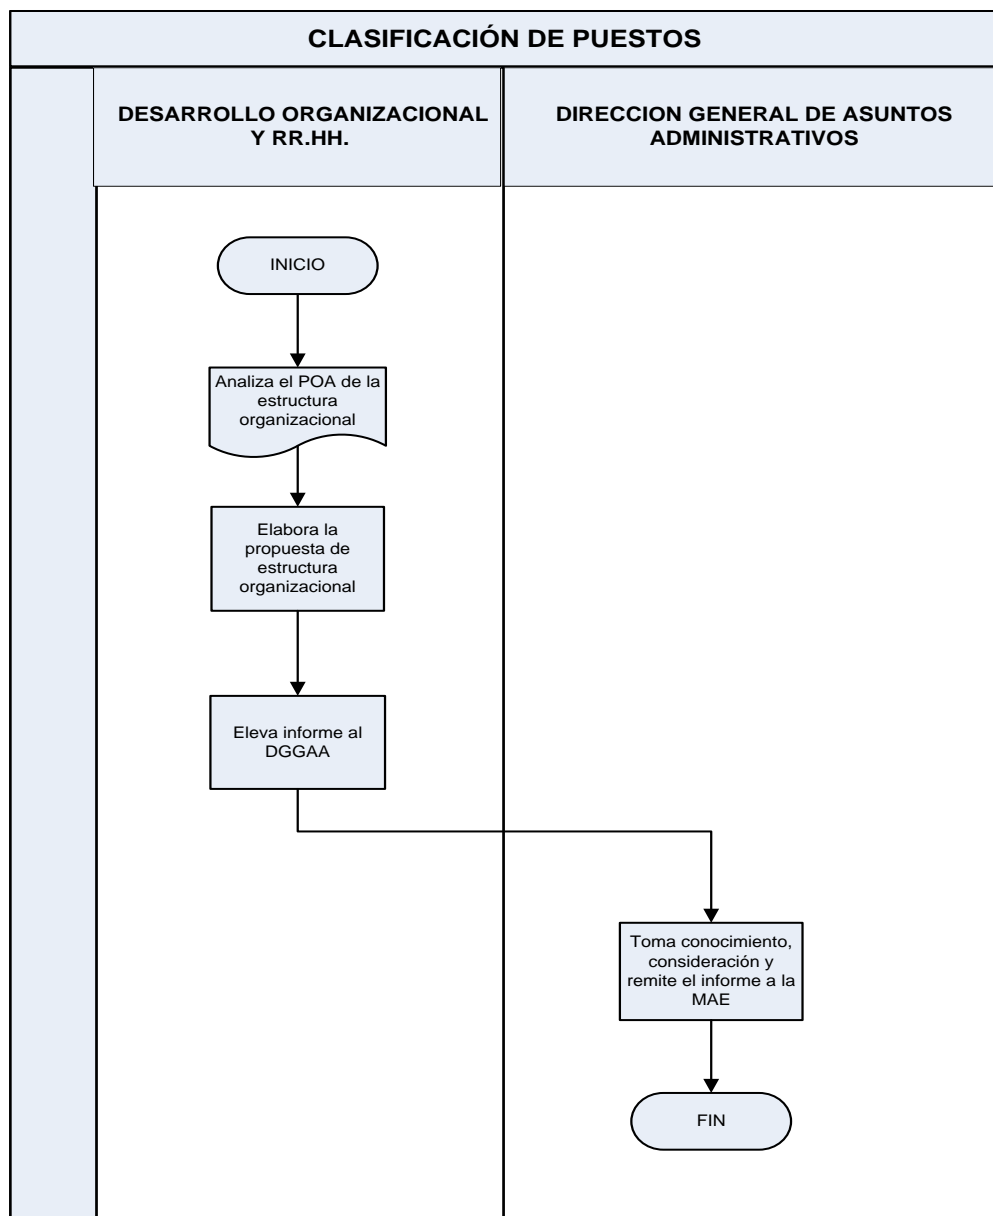 CLASIFICACIÓN DE PUESTOS
DESARROLLO ORGANIZACIONAL
Y RR.HH.
DIRECCION GENERAL DE ASUNTOS
ADMINISTRATIVOS
INICIO
Analiza el POA de la
estructura
organizacional
Elabora la
propuesta de
estructura
organizacional
Eleva informe al
DGGAA
Toma conocimiento,
consideración y
remite el informe a la
MAE
FIN